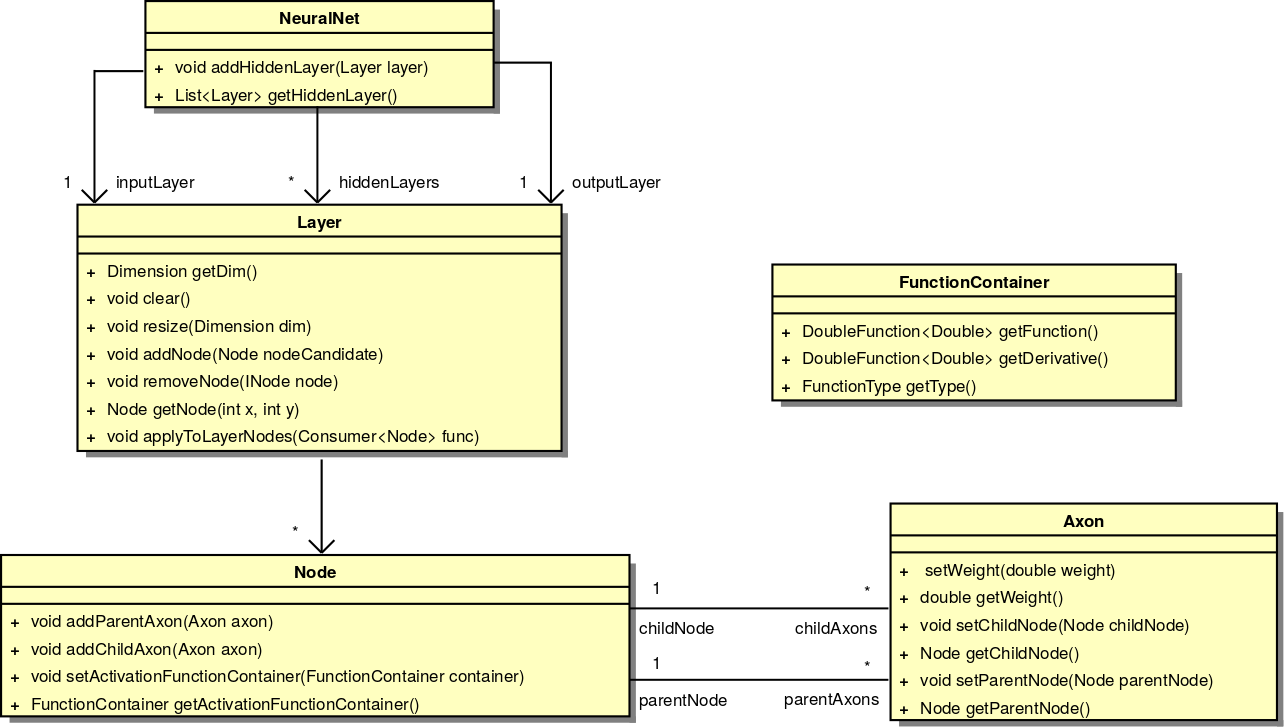 NeuralNet
+ void addHiddenLayer(Layer layer)
+ List<Layer> getHiddenLayer()
1 inputLayer * hiddenLayers 1 outputLayer
Layer
+ Dimension getDim()
+ void clear()
+ void resize(Dimension dim)
+ void addNode(Node nodeCandidate)
+ void removeNode(INode node)
+ Node getNode(int x, int y)
+ void applyToLayerNodes(Consumer<Node> func)
FunctionContainer
+ DoubleFunction<Double> getFunction()
+ DoubleFunction<Double> getDerivative()
+ FunctionType getType()
*
Node
+ void addParentAxon(Axon axon)
+ void addChildAxon(Axon axon)
+ void setActivationFunctionContainer(FunctionContainer container)
+ FunctionContainer getActivationFunctionContainer()
1 *
childNode childAxons
1 *
parentNode parentAxons
Axon
+ setWeight(double weight)
+ double getWeight()
+ void setChildNode(Node childNode)
+ Node getChildNode()
+ void setParentNode(Node parentNode)
+ Node getParentNode()